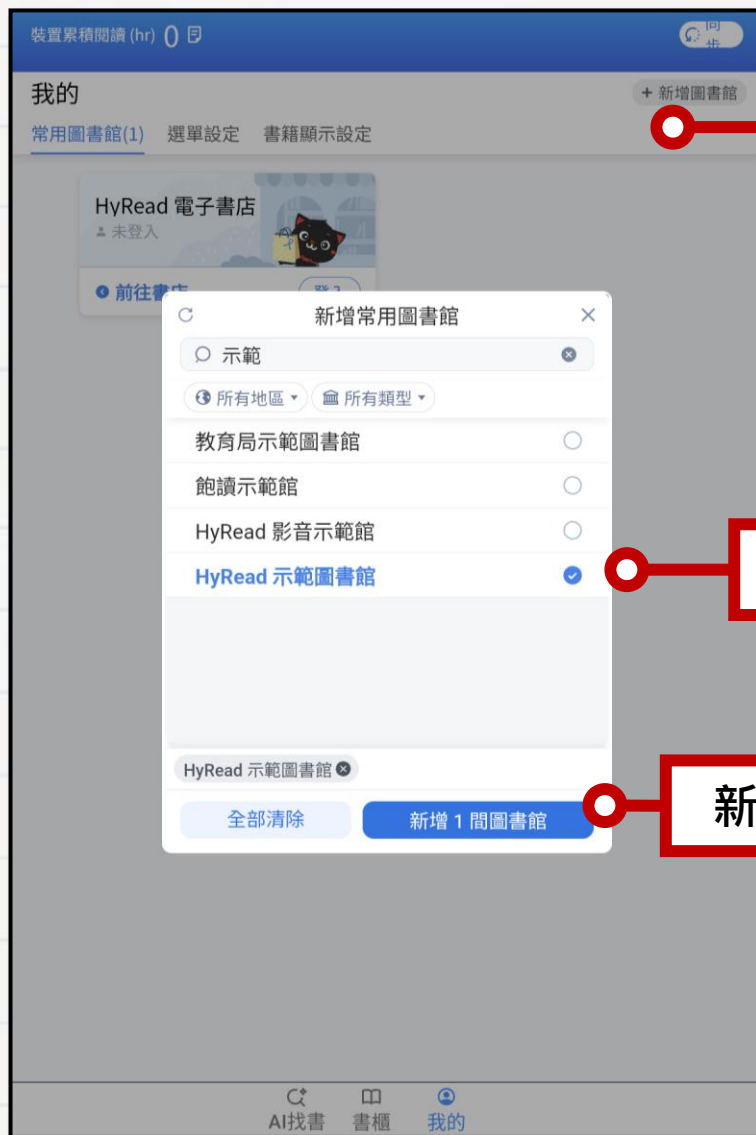 裝置累積閱讀 (hr) 0
同步
我的
+ 新增圖書館
常用圖書館(1) 選單設定 書籍顯示設定
HyRead 電子書店
未登入
前往書店
登入
新增常用圖書館
示範
所有地區 所有類型
教育局示範圖書館
飽讀示範館
HyRead 影音示範館
HyRead 示範圖書館
HyRead 示範圖書館
全部清除
新增 1 間圖書館
新
AI找書 書櫃 我的